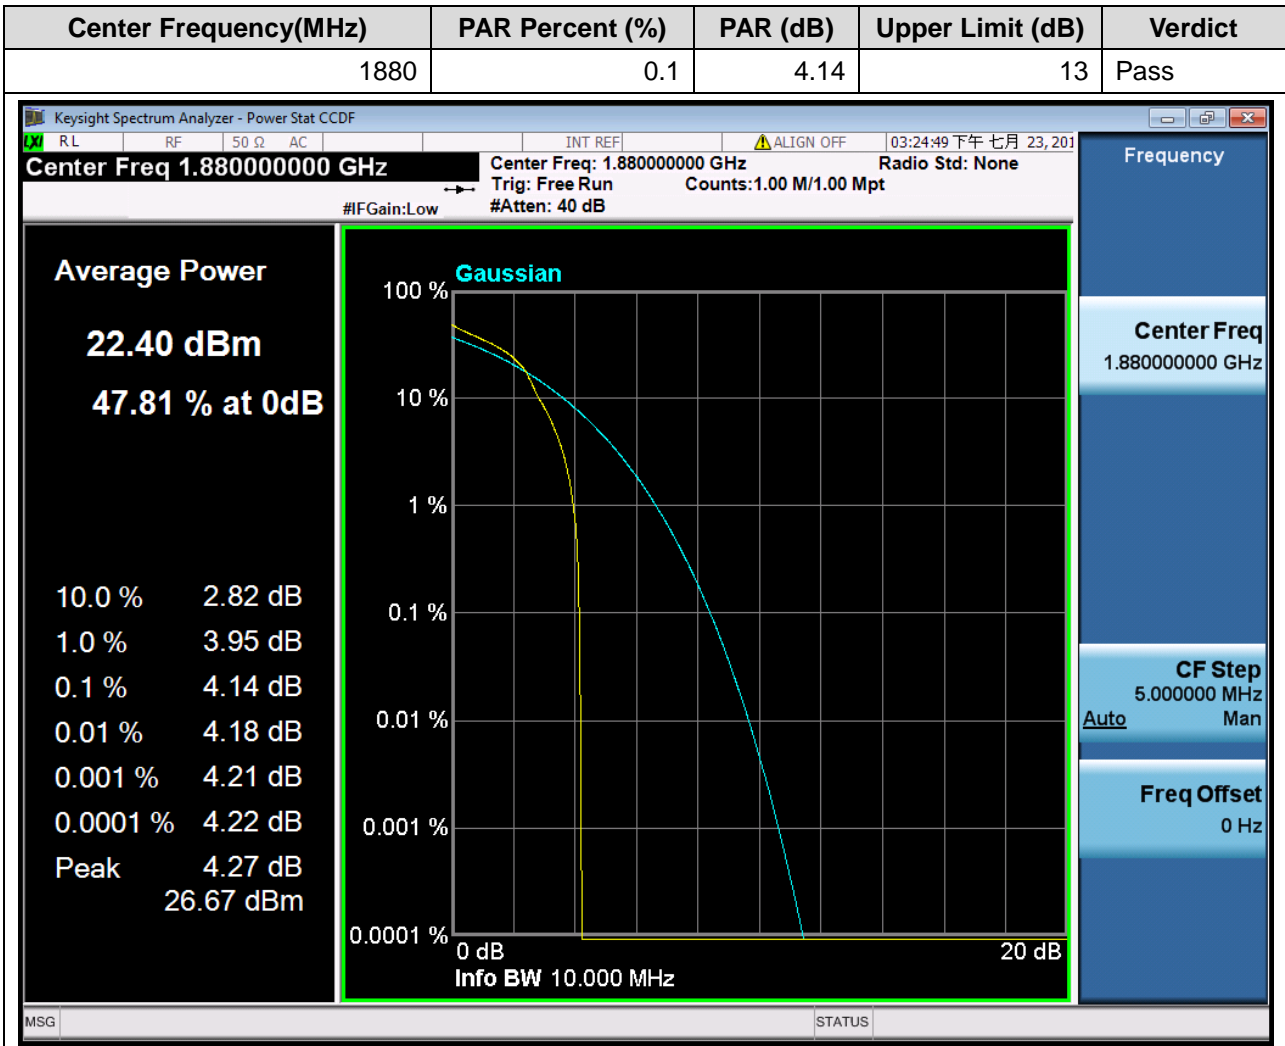 Center Frequency(MHz) PAR Percent (%) PAR (dB) Upper Limit (dB) Verdict
1880 0.1 4.14 13 Pass
Keysight Spectrum Analyzer - Power Stat CCDF
LXI RL RF 50 Ω AC INT REF ALIGN OFF 03:24:49 下午 七月 23, 201
Center Freq 1.880000000 GHz
Center Freq: 1.880000000 GHz Radio Std: None
Trig: Free Run Counts:1.00 M/1.00 Mpt
#IFGain:Low #Atten: 40 dB
Average Power
22.40 dBm
47.81 % at 0dB
10.0 % 2.82 dB
1.0 % 3.95 dB
0.1 % 4.14 dB
0.01 % 4.18 dB
0.001 % 4.21 dB
0.0001 % 4.22 dB
Peak 4.27 dB
26.67 dBm
Gaussian
100 %
10 %
1 %
0.1 %
0.01 %
0.001 %
0.0001 %
0 dB 20 dB
Info BW 10.000 MHz
Frequency
Center Freq
1.880000000 GHz
CF Step
5.000000 MHz
Auto Man
Freq Offset
0 Hz
MSG STATUS